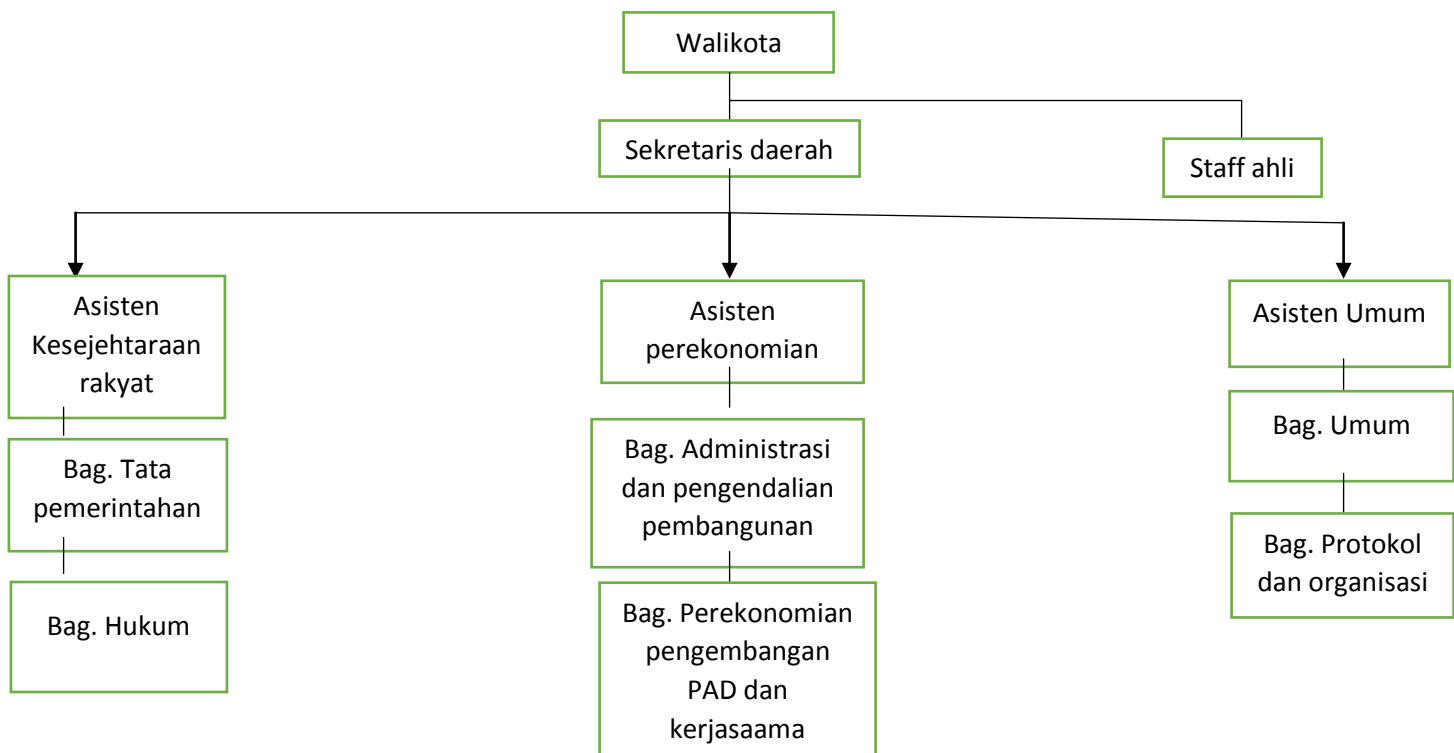 Walikota
Sekretaris daerah
Staff ahli
Asisten
Kesejehtaraan
rakyat
Asisten
perekonomian
Asisten Umum
Bag. Tata
pemerintahan
Bag. Administrasi
dan pengendalian
pembangunan
Bag. Umum
Bag. Hukum
Bag. Perekonomian
pengembangan
PAD dan
kerjasaama
Bag. Protokol
dan organisasi